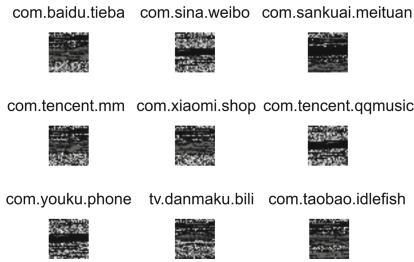 com.baidu.tieba com.sina.weibo com.sankuai.meituan
com.tencent.mm com.xiaomi.shop com.tencent.qqmusic
com.youku.phone tv.danmaku.bili com.taobao.idlefish